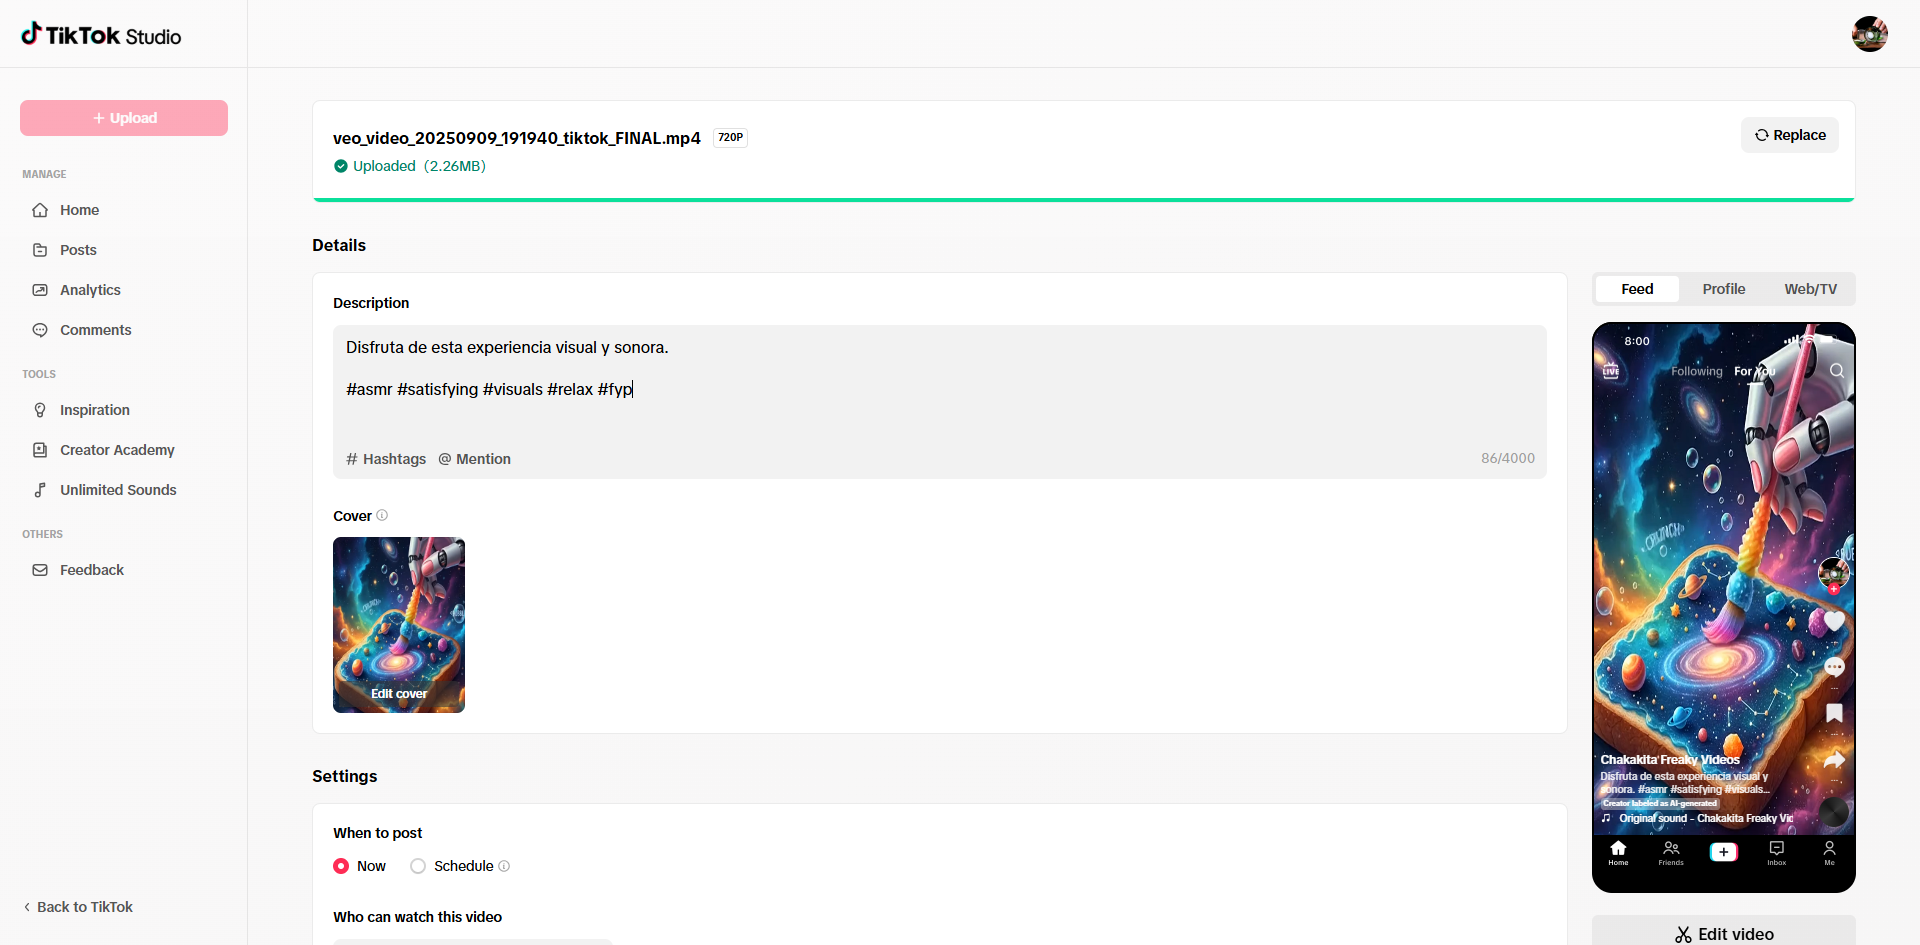 TikTok Studio
+ Upload
MANAGE
Home
Posts
Analytics
Comments
TOOLS
Inspiration
Creator Academy
Unlimited Sounds
OTHERS
Feedback
Back to TikTok
veo_video_20250909_191940_tiktok_FINAL.mp4 720P
Uploaded (2.26MB)
Replace
Details
Description
Disfruta de esta experiencia visual y sonora.
#asmr #satisfying #visuals #relax #fyp
# Hashtags @ Mention 86/4000
Cover
Edit cover
Settings
When to post
Now Schedule
Who can watch this video
Feed Profile Web/TV
8:00
LIVE Following For You
CRUNCH
Chakakita Freaky Videos
Disfruta de esta experiencia visual y
sonora. #asmr #satisfying #visuals...
Creator labeled as AI-generated
Original sound - Chakakita Freaky Vic
Home Friends Inbox Me
Edit video